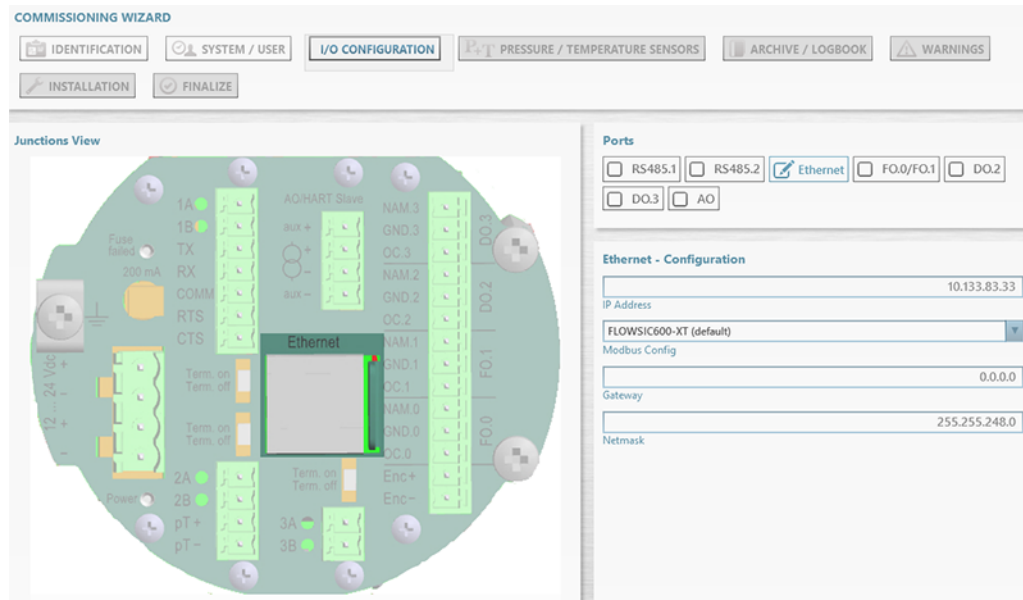 COMMISSIONING WIZARD
IDENTIFICATION
SYSTEM / USER
I/O CONFIGURATION
P+T PRESSURE / TEMPERATURE SENSORS
ARCHIVE / LOGBOOK
WARNINGS
INSTALLATION
FINALIZE
Junctions View
1A
1B
TX
RX
COMM
RTS
CTS
Fuse
failed
200 mA
AO/HART Slave
aux +
+
-
aux -
NAM.3
GND.3
OC.3
DO.3
NAM.2
GND.2
OC.2
DO.2
NAM.1
GND.1
OC.1
FO.1
NAM.0
GND.0
OC.0
FO.0
Enc+
Enc-
Ethernet
12 ... 24 Vdc
+
-
+
-
Term. on
Term. off
Term. on
Term. off
Term. on
Term. off
Power
2A
2B
pT +
pT -
3A
3B
Ports
RS485.1
RS485.2
Ethernet
FO.0/FO.1
DO.2
DO.3
AO
Ethernet - Configuration
10.133.83.33
IP Address
FLOWSIC600-XT (default)
Modbus Config
0.0.0.0
Gateway
255.255.248.0
Netmask